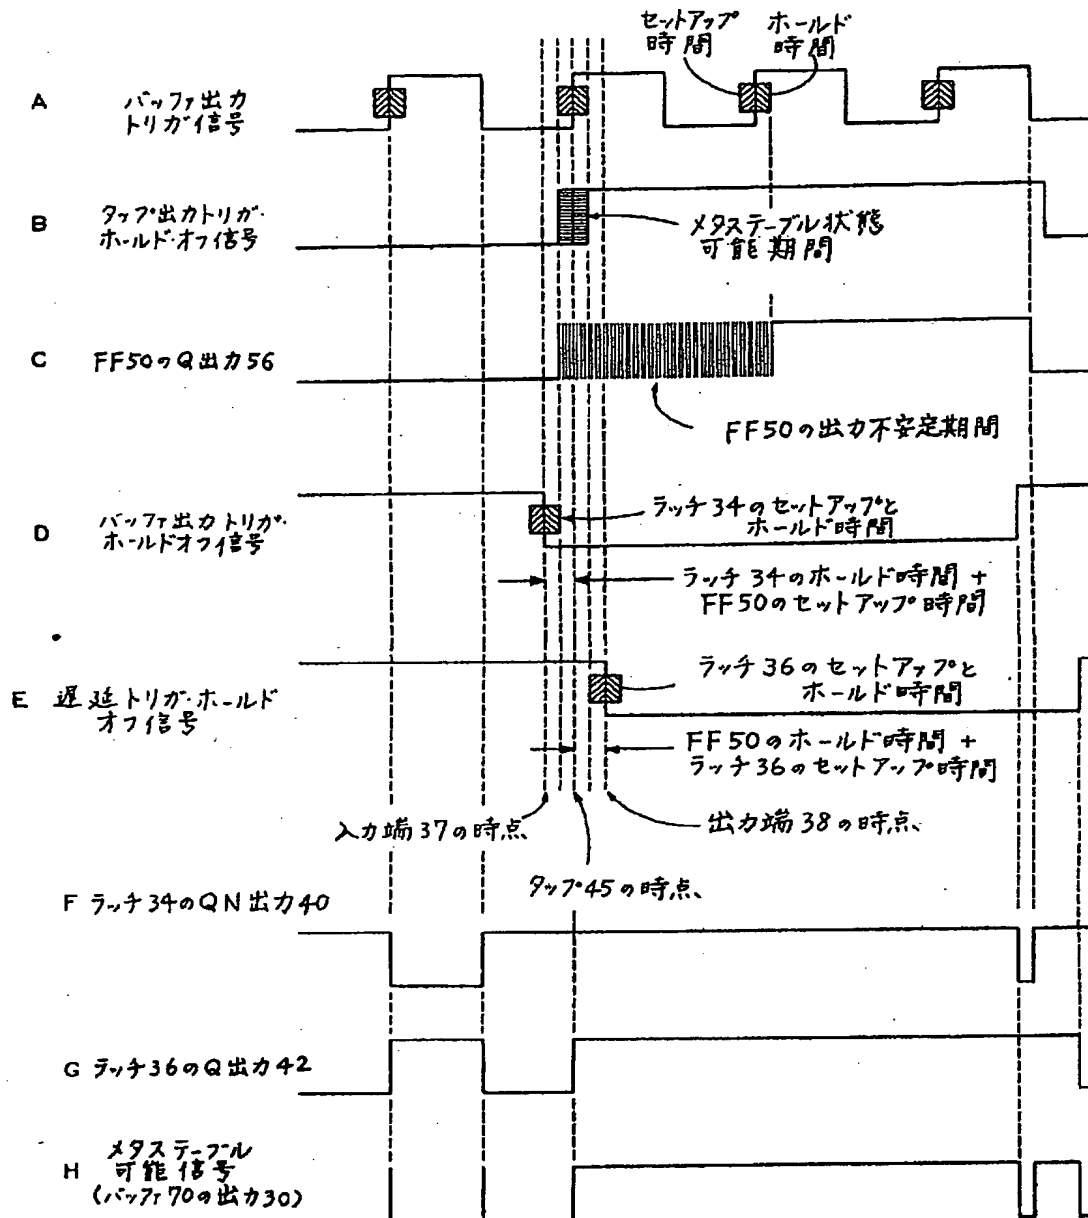 セットアップ
時間
ホールド
時間
A
バッファ出力
トリガ信号
B
タップ出力トリガ・
ホールド・オフ信号
メタステーブル状態
可能期間
C
FF50のQ出力56
FF50の出力不安定期間
D
バッファ出力トリガ・
ホールドオフ信号
ラッチ34のセットアップと
ホールド時間
ラッチ34のホールド時間+
FF50のセットアップ時間
E
遅延トリガ・ホールド
オフ信号
ラッチ36のセットアップと
ホールド時間
FF50のホールド時間+
ラッチ36のセットアップ時間
入力端37の時点
出力端38の時点
タップ45の時点
F ラッチ34のQN出力40
G ラッチ36のQ出力42
H
メタステーブル
可能信号
(バッファ70の出力30)